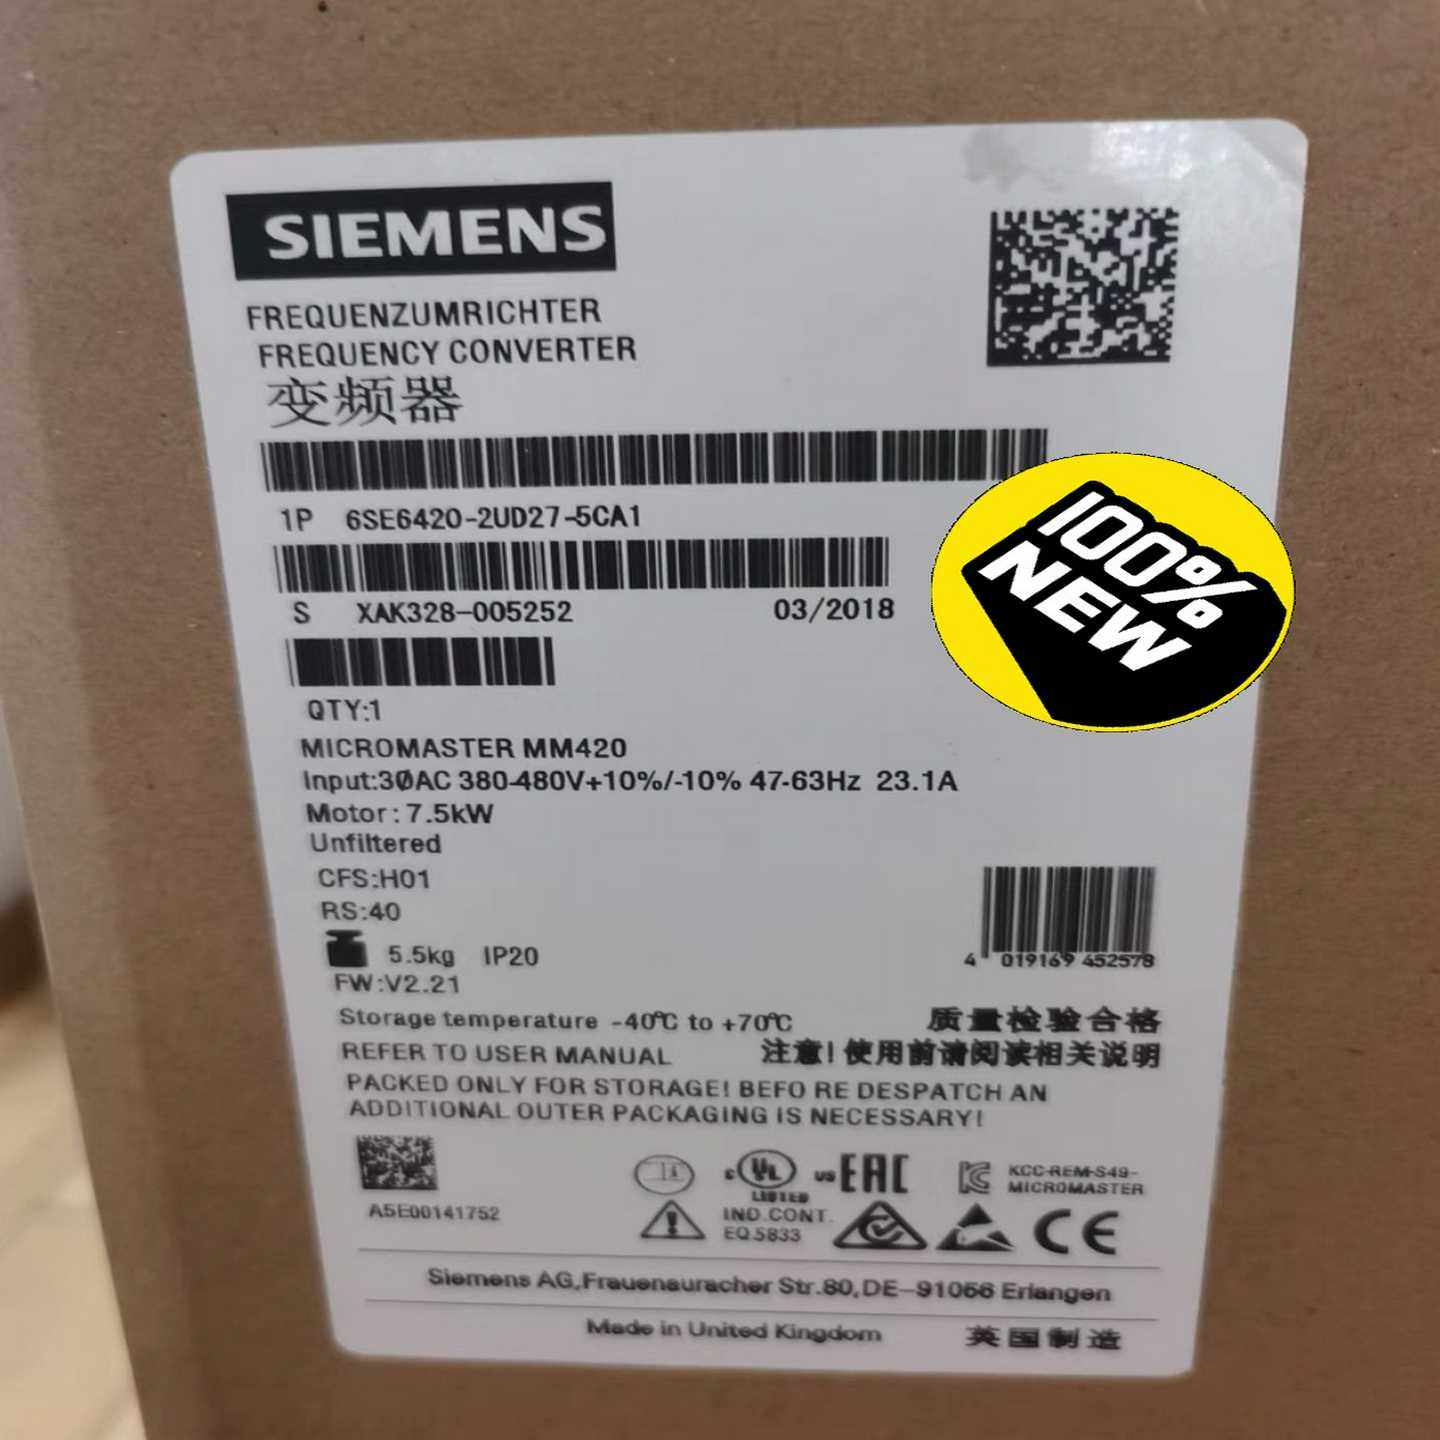 SIEMENS
FREQUENZUMRICHTER
FREQUENCY CONVERTER
变频器
1P 6SE6420-2UD27-5CA1
S XAK328-005252 03/2018
100%
NEW
QTY:1
MICROMASTER MM420
Input:3ØAC 380-480V+10%/-10% 47-63Hz 23.1A
Motor:7.5kW
Unfiltered
CFS:H01
RS:40
5.5kg IP20
4 019169 452578
FW:V2.21
Storage temperature -40℃ to +70℃ 质量检验合格
REFER TO USER MANUAL 注意!使用前请阅读相关说明
PACKED ONLY FOR STORAGE! BEFO RE DESPATCH AN
ADDITIONAL OUTER PACKAGING IS NECESSARY!
c UL us EAC KCC-REM-S49-
LISTED MICROMASTER
A5E00141752 IND.CONT.
EQ.5833 CE
Siemens AG,Frauenauracher Str.80,DE-91056 Erlangen
Made in United Kingdom 英国制造